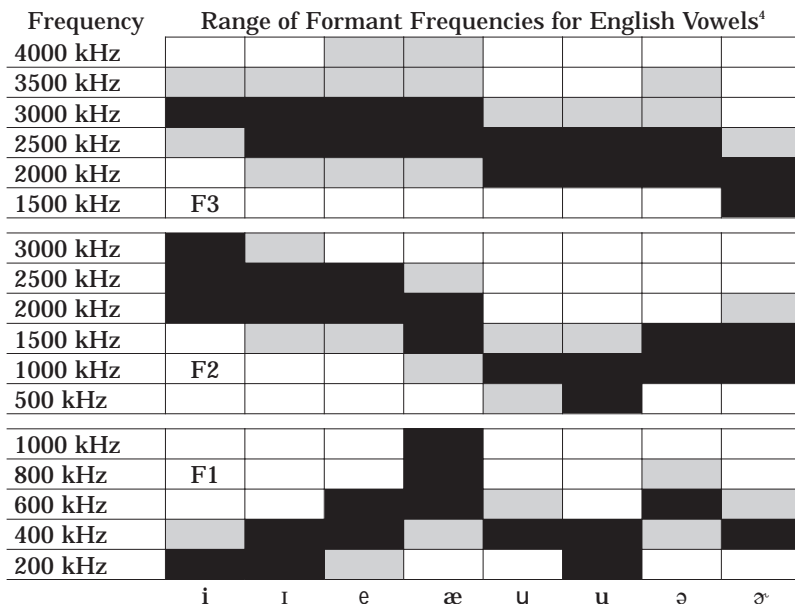 Frequency Range of Formant Frequencies for English Vowels⁴
4000 kHz
3500 kHz
3000 kHz
2500 kHz
2000 kHz
1500 kHz F3
3000 kHz
2500 kHz
2000 kHz
1500 kHz
1000 kHz F2
500 kHz
1000 kHz
800 kHz F1
600 kHz
400 kHz
200 kHz
i ɪ e æ u u ə ɚ